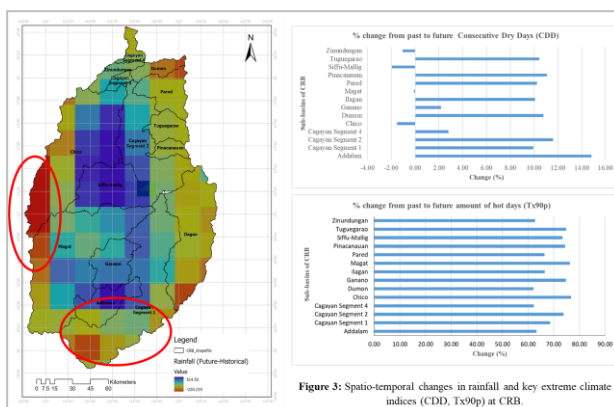 Cagayan
Segment 4
Zinundungan
Dumon
Cagayan
Pared
Tuguegarao
Chico
Cagayan
Segment 2
Pinacanauan
Siffu-Mallig
Ilagan
Magat
Ganano
Cagayan
N
Legend
CRB_shapefile
Rainfall (Future-Historical)
Value
Kilometers
0 7.5 15 30 45 60
% change from past to future Consecutive Dry Days (CDD)
Sub-basins of CRB
Zinundungan
Tuguegarao
Siffu-Mallig
Pinacanauan
Pared
Magat
Ilagan
Ganano
Dumon
Chico
Cagayan Segment 4
Cagayan Segment 2
Cagayan Segment 1
Addalam
-4.00 -2.00 0.00 2.00 4.00 6.00 8.00 10.00 12.00 14.00 16.00
Change (%)
% change from past to future amount of hot days (Tx90p)
Sub-basins of CRB
Zinundungan
Tuguegarao
Siffu-Mallig
Pinacanauan
Pared
Magat
Ilagan
Ganano
Dumon
Chico
Cagayan Segment 4
Cagayan Segment 2
Cagayan Segment 1
Addalam
0.00 10.00 20.00 30.00 40.00 50.00 60.00 70.00 80.00 90.00
Change (%)
Figure 3: Spatio-temporal changes in rainfall and key extreme climate
indices (CDD, Tx90p) at CRB.